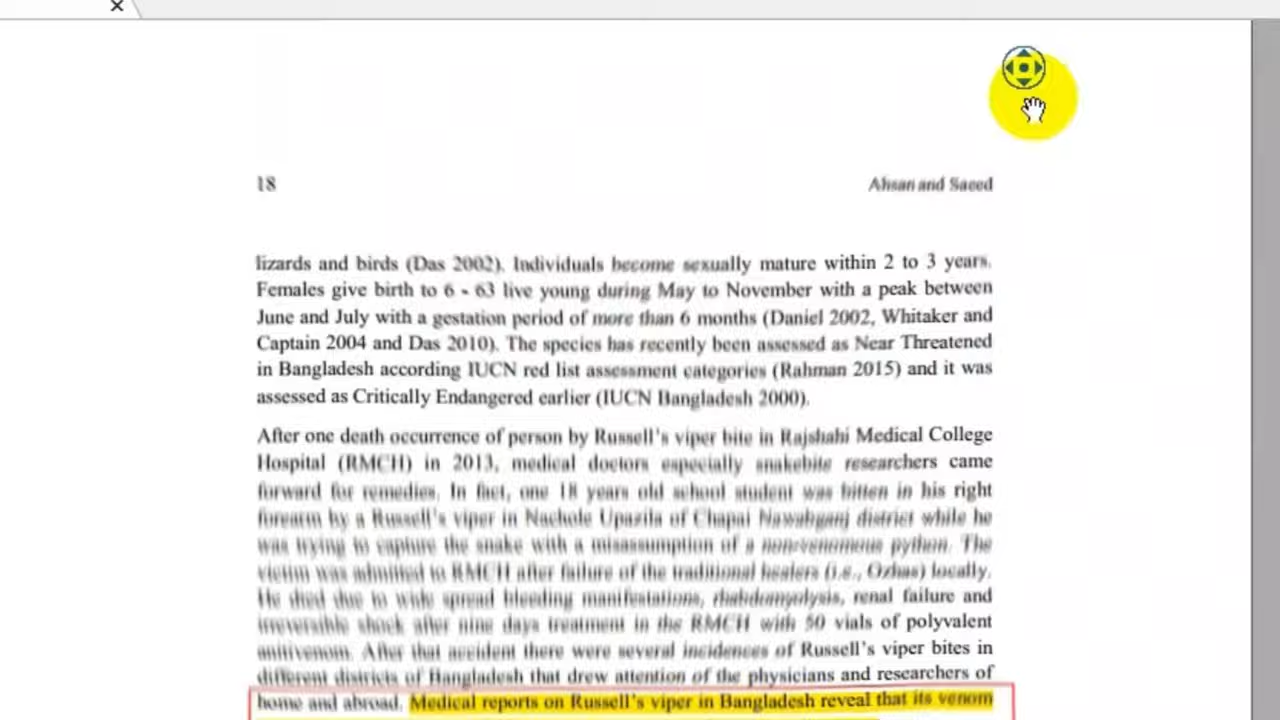 18
Ahsan and Saeed
lizards and birds (Das 2002). Individuals become sexually mature within 2 to 3 years.
Females give birth to 6 - 63 live young during May to November with a peak between
June and July with a gestation period of more than 6 months (Daniel 2002, Whitaker and
Captain 2004 and Das 2010). The species has recently been assessed as Near Threatened
in Bangladesh according IUCN red list assessment categories (Rahman 2015) and it was
assessed as Critically Endangered earlier (IUCN Bangladesh 2000).
After one death occurrence of person by Russell's viper bite in Rajshahi Medical College
Hospital (RMCH) in 2013, medical doctors especially snakebite researchers came
forward for remedies. In fact, one 18 years old school student was bitten in his right
forearm by a Russell's viper in Nachole Upazila of Chapai Nawabganj district while he
was trying to capture the snake with a misassumption of a nonvenomous python. The
victim was admitted to RMCH after failure of the traditional healers (i.e., Ozhas) locally.
He died due to wide spread bleeding manifestations, rhabdomyolysis, renal failure and
irreversible shock after nine days treatment in the RMCH with 50 vials of polyvalent
antivenom. After that accident there were several incidences of Russell's viper bites in
different districts of Bangladesh that drew attention of the physicians and researchers of
home and abroad. Medical reports on Russell's viper in Bangladesh reveal that its venom